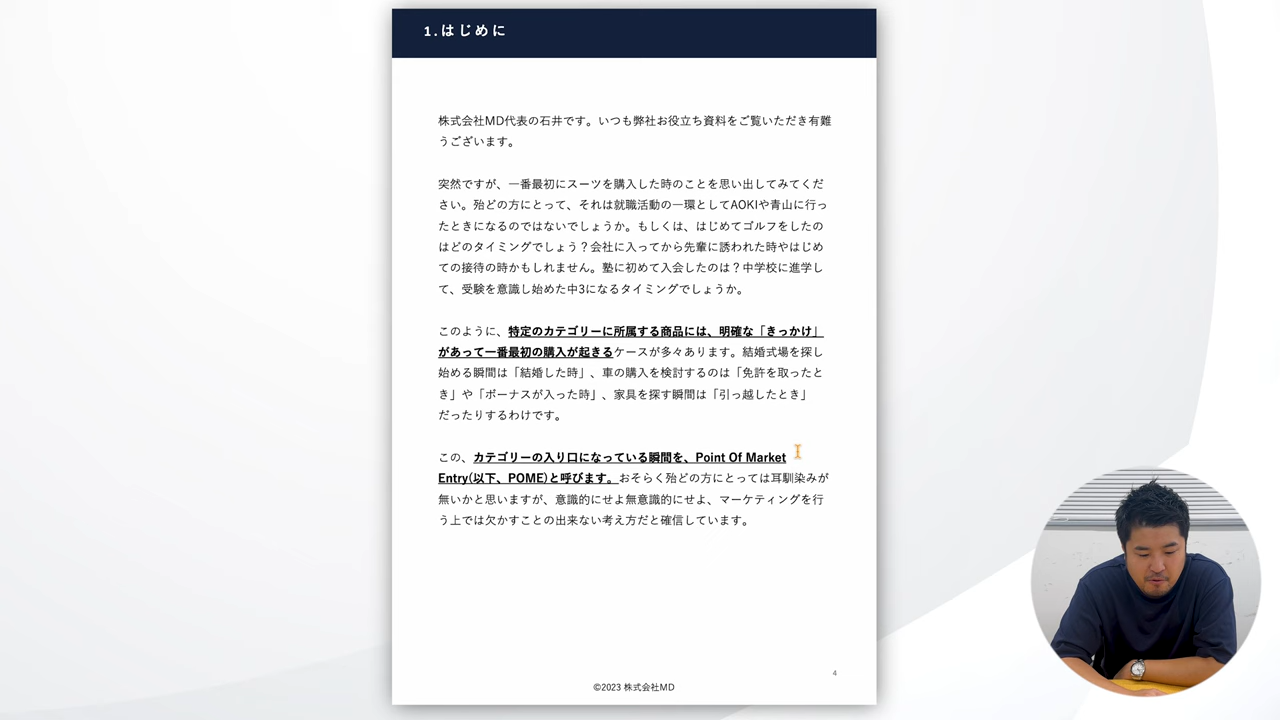 1.はじめに
株式会社MD代表の石井です。いつも弊社お役立ち資料をご覧いただき有難
うございます。
突然ですが、一番最初にスーツを購入した時のことを思い出してみてくだ
さい。殆どの方にとって、それは就職活動の一環としてAOKIや青山に行っ
たときになるのではないでしょうか。もしくは、はじめてゴルフをしたの
はどのタイミングでしょう？会社に入ってから先輩に誘われた時やはじめ
ての接待の時かもしれません。塾に初めて入会したのは？中学校に進学し
て、受験を意識し始めた中3になるタイミングでしょうか。
このように、特定のカテゴリーに所属する商品には、明確な「きっかけ」
があって一番最初の購入が起きるケースが多々あります。結婚式場を探し
始める瞬間は「結婚した時」、車の購入を検討するのは「免許を取ったと
き」や「ボーナスが入った時」、家具を探す瞬間は「引っ越したとき」
だったりするわけです。
この、カテゴリーの入り口になっている瞬間を、Point Of Market
Entry(以下、POME)と呼びます。おそらく殆どの方にとっては耳馴染みが
無いかと思いますが、意識的にせよ無意識的にせよ、マーケティングを行
う上では欠かすことの出来ない考え方だと確信しています。
4
©2023 株式会社MD